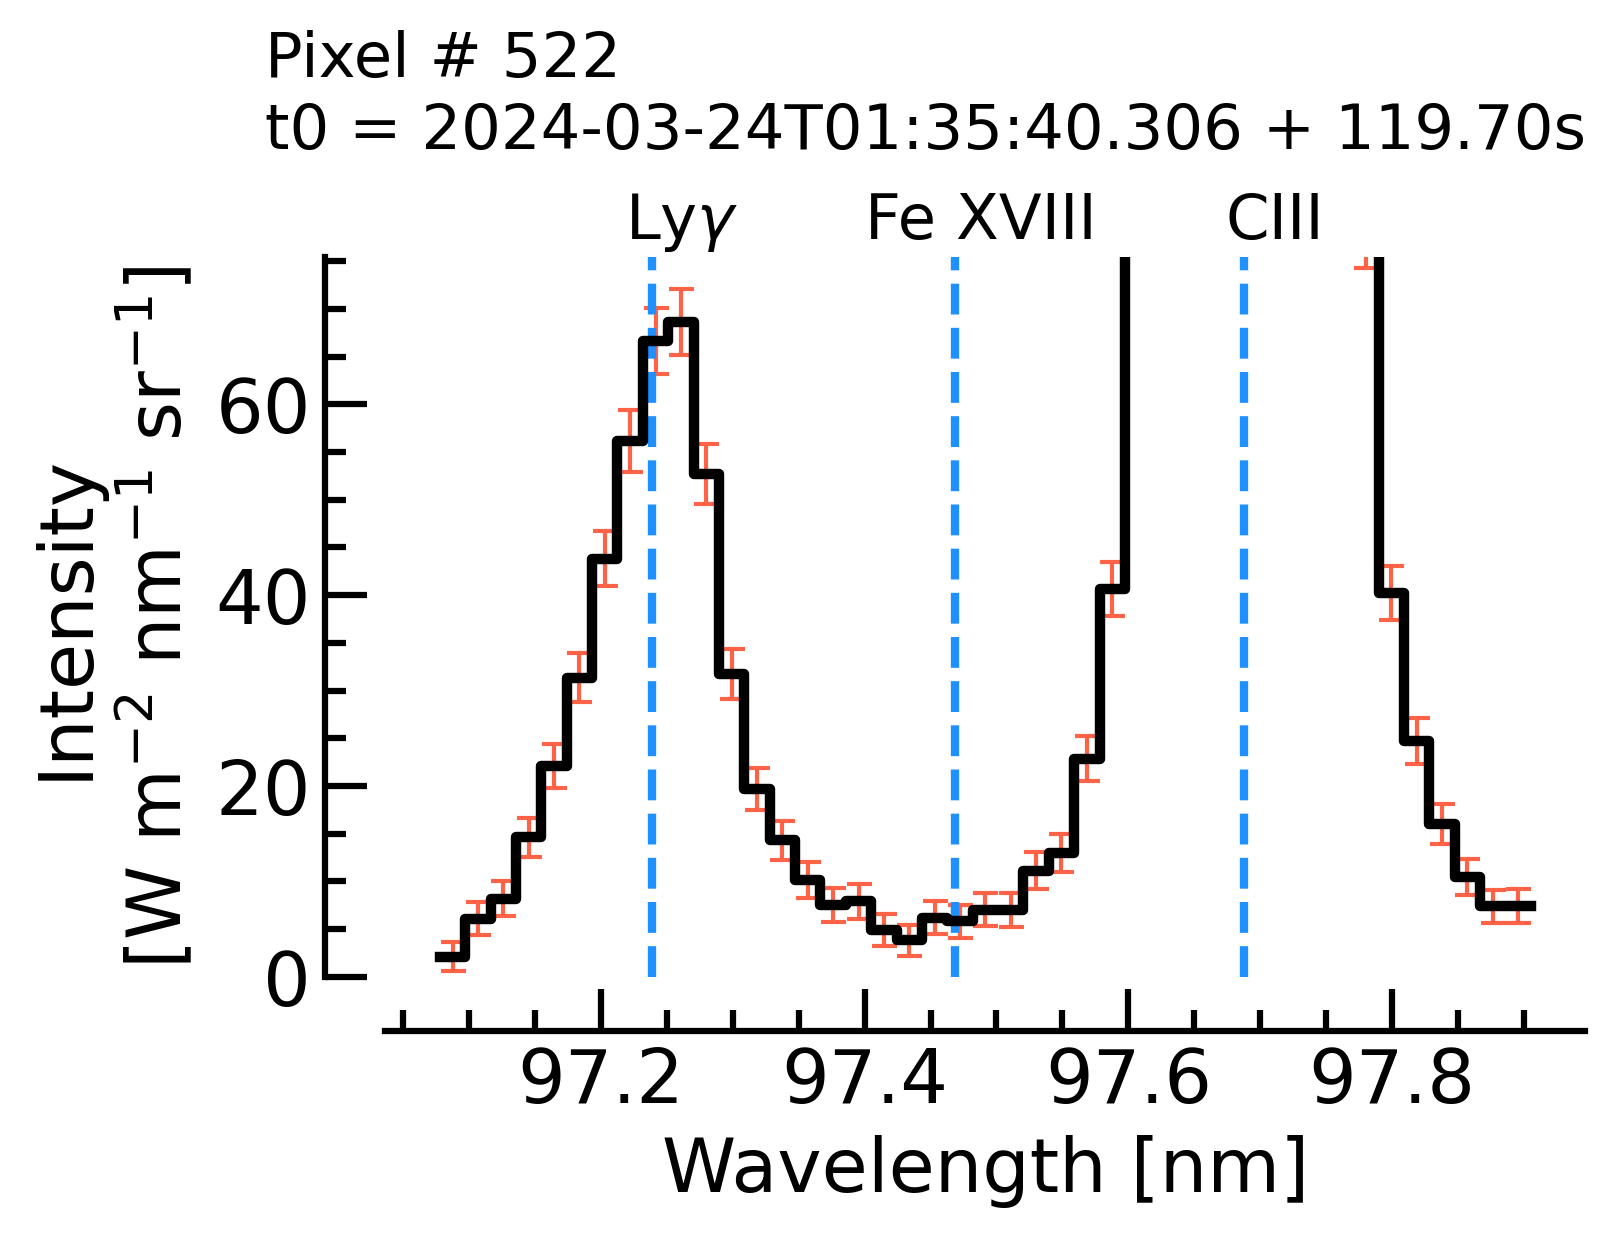 Pixel # 522
t0 = 2024-03-24T01:35:40.306 + 119.70s
Lyγ Fe XVIII CIII
Intensity
[W m⁻² nm⁻¹ sr⁻¹]
60
40
20
0
97.2 97.4 97.6 97.8
Wavelength [nm]